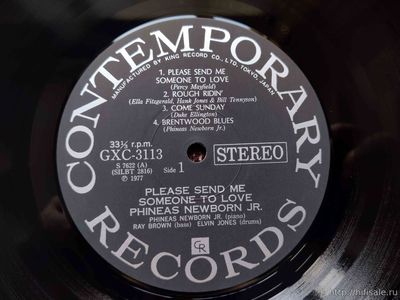 CONTEMPORARY
MANUFACTURED BY KING RECORD CO., LTD. TOKYO, JAPAN
1. PLEASE SEND ME
SOMEONE TO LOVE
(Percy Mayfield)
2. ROUGH RIDIN'
(Ella Fitzgerald, Hank Jones & Bill Tennyson)
3. COME SUNDAY
(Duke Ellington)
4. BRENTWOOD BLUES
(Phineas Newborn Jr.)
33⅓ r.p.m.
GXC-3113
S 7622 (A)
(SILBT 2816)
Ⓟ 1977
Side 1
STEREO
PLEASE SEND ME
SOMEONE TO LOVE
PHINEAS NEWBORN JR.
PHINEAS NEWBORN JR. (piano)
RAY BROWN (bass) ELVIN JONES (drums)
CR
RECORDS
http://hifisale.ru